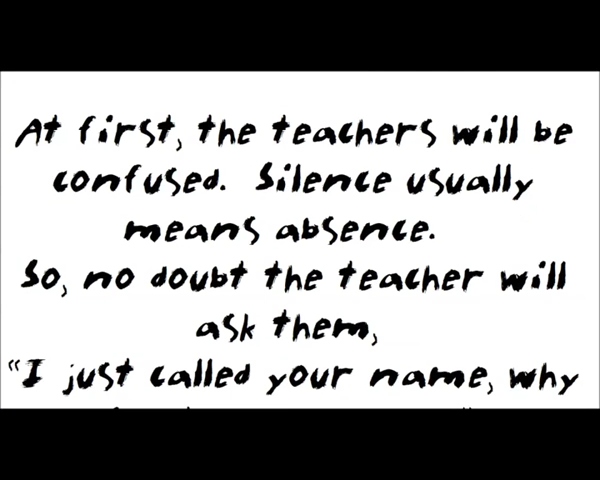 At first, the teachers will be
confused. Silence usually
means absence.
So, no doubt the teacher will
ask them,
“I just called your name, why